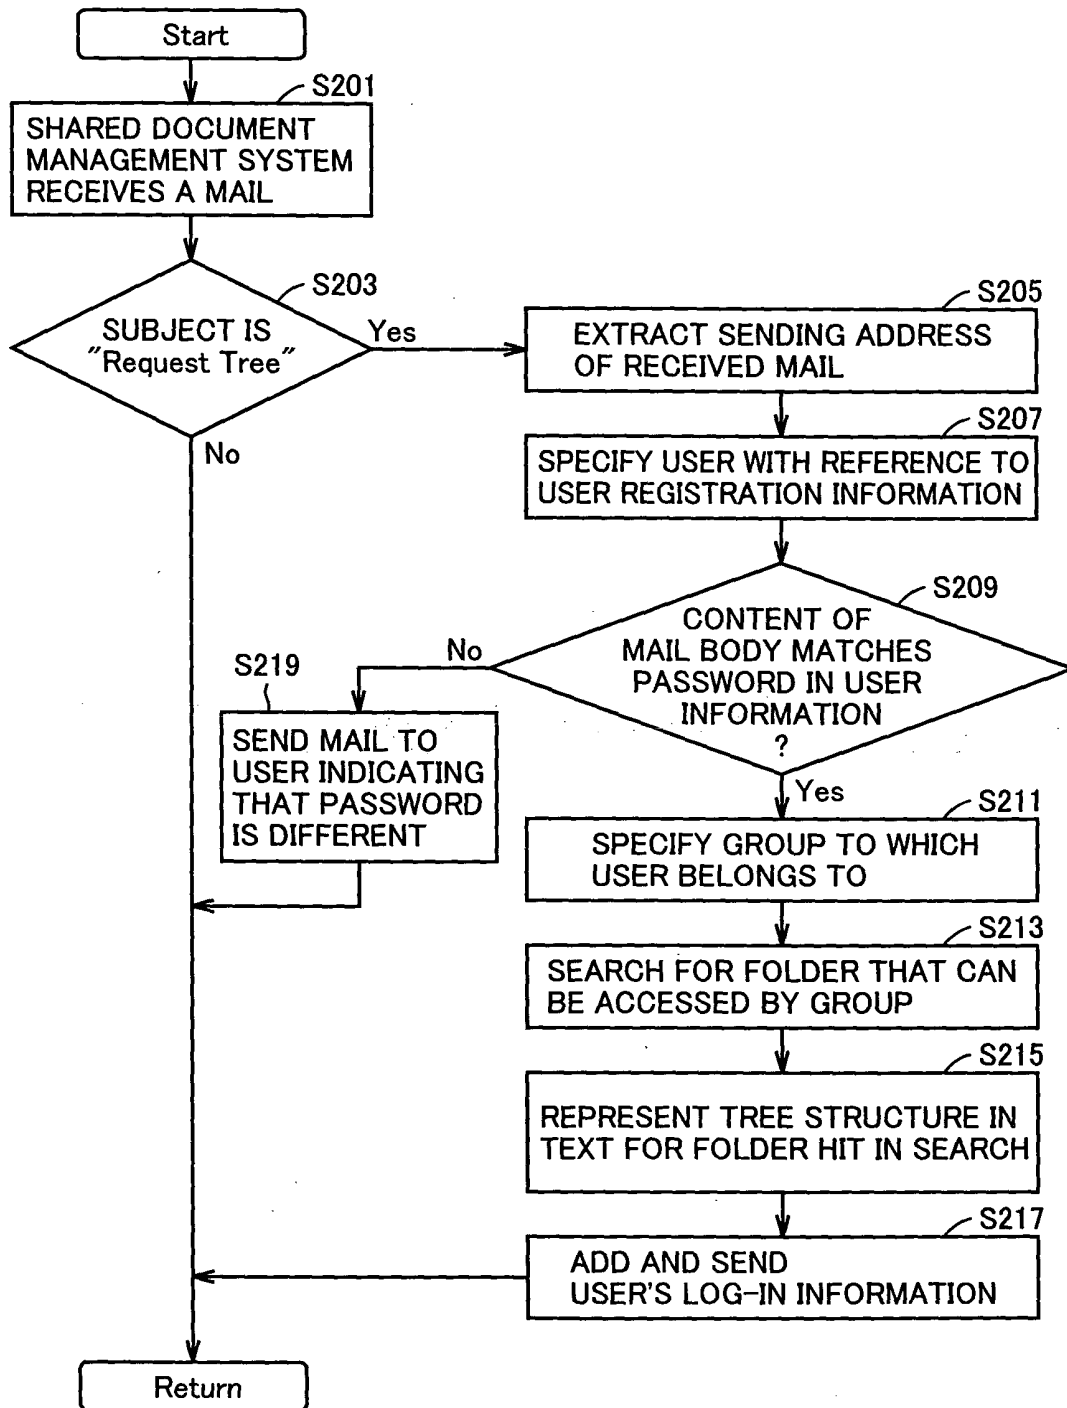 Start
S201
SHARED DOCUMENT
MANAGEMENT SYSTEM
RECEIVES A MAIL
S203
SUBJECT IS
"Request Tree"
Yes
No
S205
EXTRACT SENDING ADDRESS
OF RECEIVED MAIL
S207
SPECIFY USER WITH REFERENCE TO
USER REGISTRATION INFORMATION
S209
CONTENT OF
MAIL BODY MATCHES
PASSWORD IN USER
INFORMATION
?
No
Yes
S219
SEND MAIL TO
USER INDICATING
THAT PASSWORD
IS DIFFERENT
S211
SPECIFY GROUP TO WHICH
USER BELONGS TO
S213
SEARCH FOR FOLDER THAT CAN
BE ACCESSED BY GROUP
S215
REPRESENT TREE STRUCTURE IN
TEXT FOR FOLDER HIT IN SEARCH
S217
ADD AND SEND
USER'S LOG-IN INFORMATION
Return